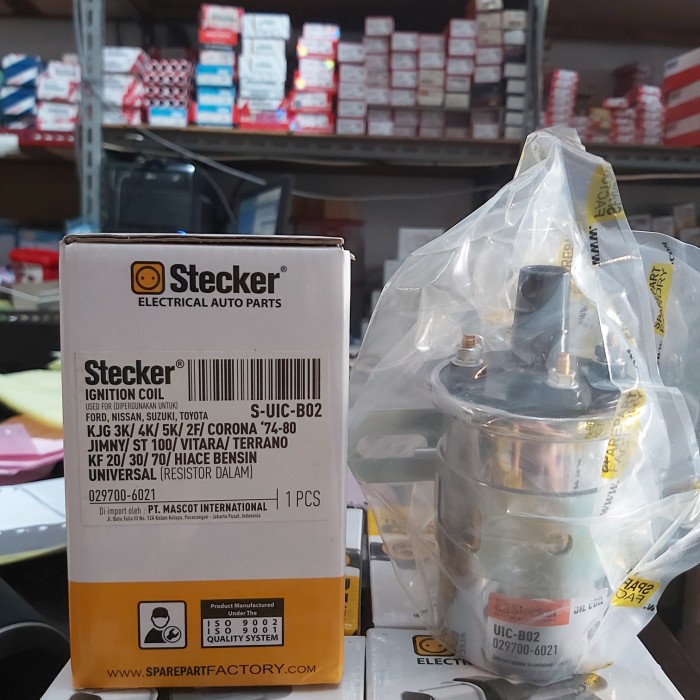 Stecker®
ELECTRICAL AUTO PARTS
Stecker®
IGNITION COIL
USED FOR (DIPERGUNAKAN UNTUK)
S-UIC-B02
FORD, NISSAN, SUZUKI, TOYOTA
KJG 3K/ 4K/ 5K/ 2F/ CORONA '74-80
JIMNY/ ST 100/ VITARA/ TERRANO
KF 20/ 30/ 70/ HIACE BENSIN
UNIVERSAL (RESISTOR DALAM)
029700-6021
1 PCS
Di import oleh : PT. MASCOT INTERNATIONAL
Product Manufactured
Under The
ISO 9002
ISO 9001
QUALITY SYSTEM
WWW.SPAREPARTFACTORY.COM
UIC-B02
029700-6021
Stecker
ELECTR